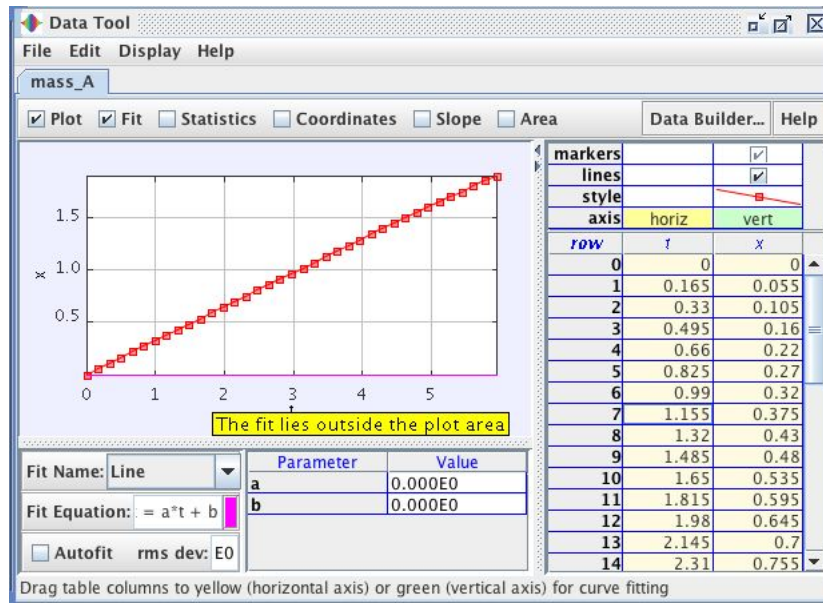 Data Tool
File Edit Display Help
mass_A
Plot Fit Statistics Coordinates Slope Area Data Builder... Help
markers
lines
style
axis horiz vert
row t x
0 0 0
1 0.165 0.055
2 0.33 0.105
3 0.495 0.16
4 0.66 0.22
5 0.825 0.27
6 0.99 0.32
7 1.155 0.375
8 1.32 0.43
9 1.485 0.48
10 1.65 0.535
11 1.815 0.595
12 1.98 0.645
13 2.145 0.7
14 2.31 0.755
1.5
x 1.0
0.5
0 1 2 3 4 5
The fit lies outside the plot area
Fit Name: Line
Fit Equation: = a*t + b
Autofit rms dev: E0
Parameter Value
a 0.000E0
b 0.000E0
Drag table columns to yellow (horizontal axis) or green (vertical axis) for curve fitting